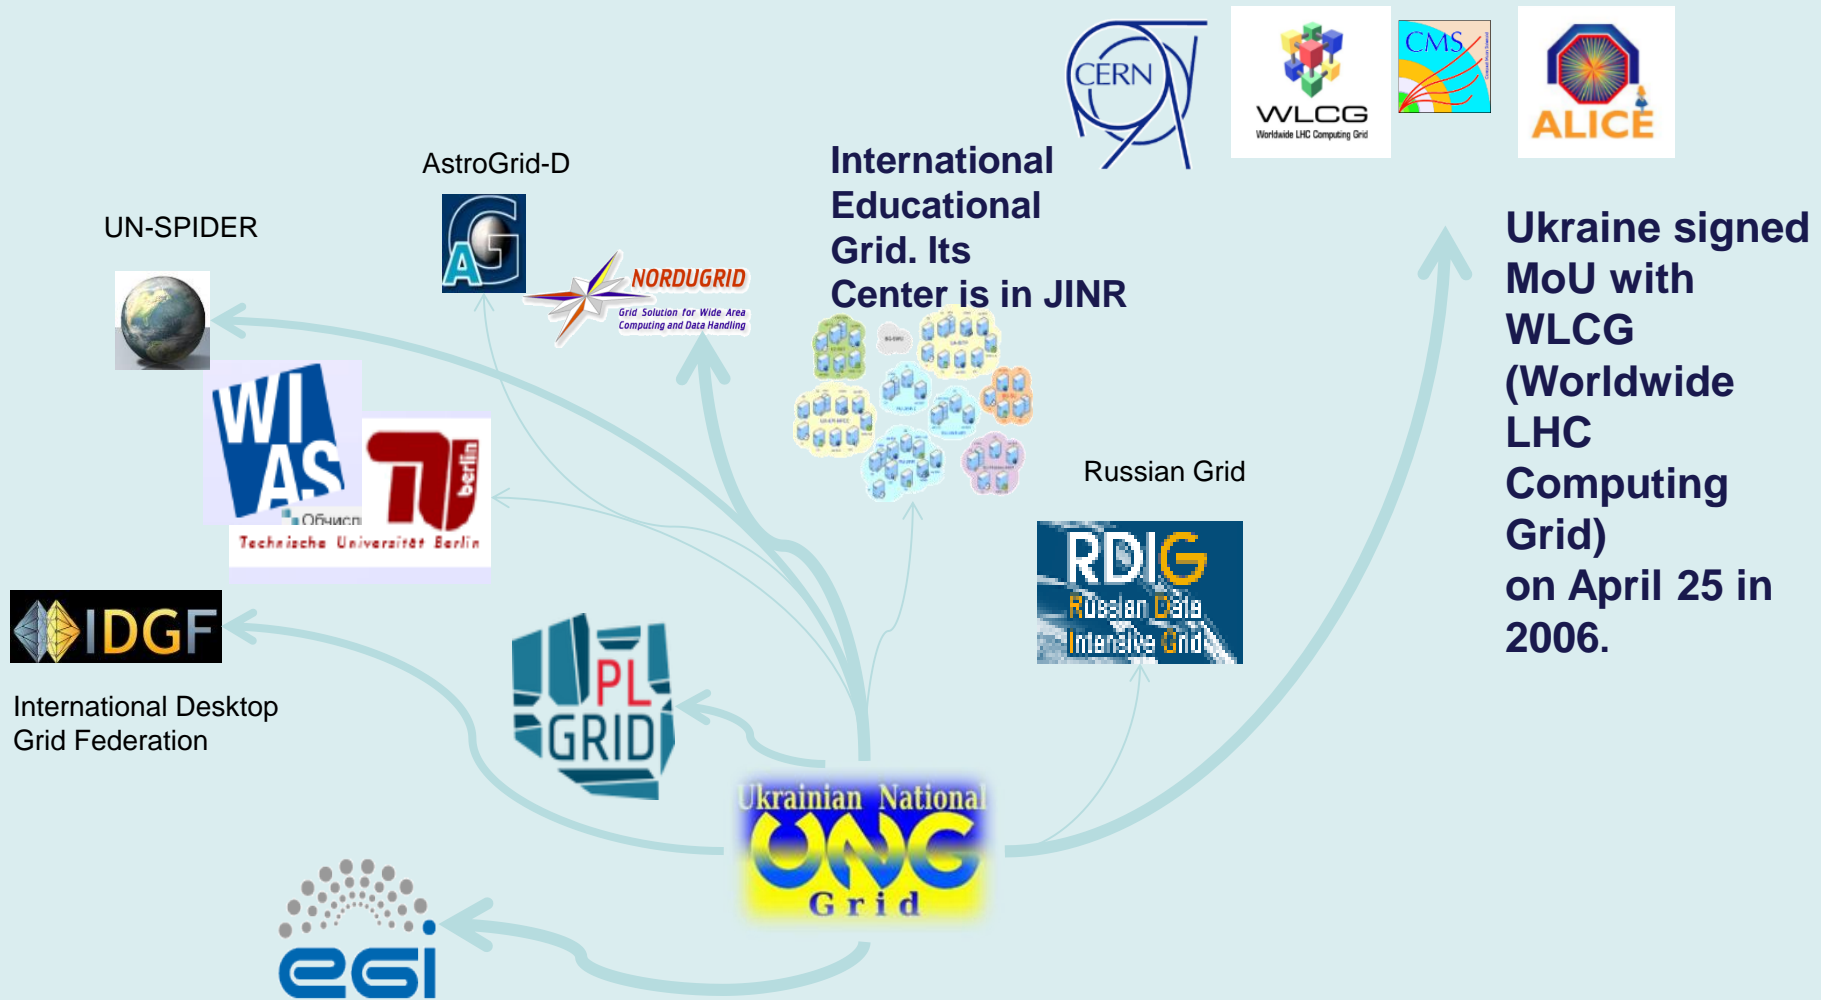 CERN
WLCG
Worldwide LHC Computing Grid
CMS
ALICE
AstroGrid-D
International
Educational
Grid. Its
Center is in JINR
UN-SPIDER
AG
NORDUGRID
Grid Solution for Wide Area
Computing and Data Handling
Ukraine signed
MoU with
WLCG
(Worldwide
LHC
Computing
Grid)
on April 25 in
2006.
WI
AS
berlin
Обчисл
Technische Universität Berlin
Russian Grid
RDIG
Russian Data
Intensive Grid
IDGF
International Desktop
Grid Federation
PL
GRID
Ukrainian National
UNG
Grid
egi